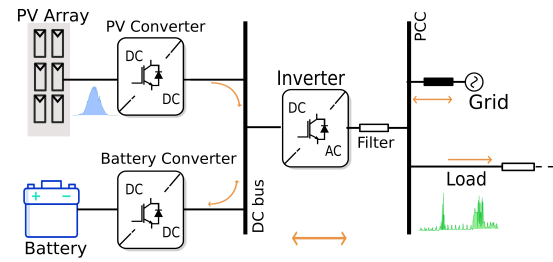 PV Array
PV Converter
DC
DC
PCC
Inverter
DC
AC
Filter
Grid
Battery Converter
DC
DC
DC bus
Load
+ -
Battery